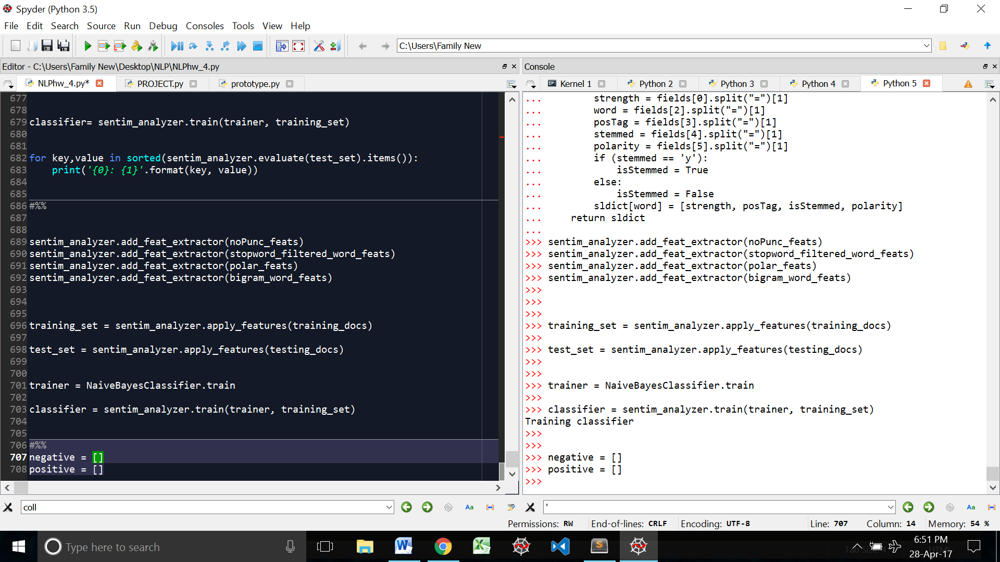 Spyder (Python 3.5)
File Edit Search Source Run Debug Consoles Tools View Help
C:\Users\Family New
Editor - C:\Users\Family New\Desktop\NLP\NLPhw_4.py
NLPhw_4.py* PROJECT.py prototype.py
677
678
679 classifier= sentim_analyzer.train(trainer, training_set)
680
681
682 for key,value in sorted(sentim_analyzer.evaluate(test_set).items()):
683     print('{0}: {1}'.format(key, value))
684
685
686 #%%
687
688
689 sentim_analyzer.add_feat_extractor(noPunc_feats)
690 sentim_analyzer.add_feat_extractor(stopword_filtered_word_feats)
691 sentim_analyzer.add_feat_extractor(polar_feats)
692 sentim_analyzer.add_feat_extractor(bigram_word_feats)
693
694
695
696 training_set = sentim_analyzer.apply_features(training_docs)
697
698 test_set = sentim_analyzer.apply_features(testing_docs)
699
700
701 trainer = NaiveBayesClassifier.train
702
703 classifier = sentim_analyzer.train(trainer, training_set)
704
705
706 #%%
707 negative = []
708 positive = []
coll
Aa
Console
IP: Kernel 1 Python 2 Python 3 Python 4 Python 5
...         strength = fields[0].split("=")[1]
...         word = fields[2].split("=")[1]
...         posTag = fields[3].split("=")[1]
...         stemmed = fields[4].split("=")[1]
...         polarity = fields[5].split("=")[1]
...         if (stemmed == 'y'):
...             isStemmed = True
...         else:
...             isStemmed = False
...         sldict[word] = [strength, posTag, isStemmed, polarity]
...     return sldict
...
>>> sentim_analyzer.add_feat_extractor(noPunc_feats)
>>> sentim_analyzer.add_feat_extractor(stopword_filtered_word_feats)
>>> sentim_analyzer.add_feat_extractor(polar_feats)
>>> sentim_analyzer.add_feat_extractor(bigram_word_feats)
>>>
>>>
>>>
>>> training_set = sentim_analyzer.apply_features(training_docs)
>>>
>>> test_set = sentim_analyzer.apply_features(testing_docs)
>>>
>>>
>>> trainer = NaiveBayesClassifier.train
>>>
>>> classifier = sentim_analyzer.train(trainer, training_set)
Training classifier
>>>
>>>
>>> negative = []
>>> positive = []
>>>
'
Aa
Permissions: RW End-of-lines: CRLF Encoding: UTF-8 Line: 707 Column: 14 Memory: 54 %
Type here to search
6:51 PM
28-Apr-17